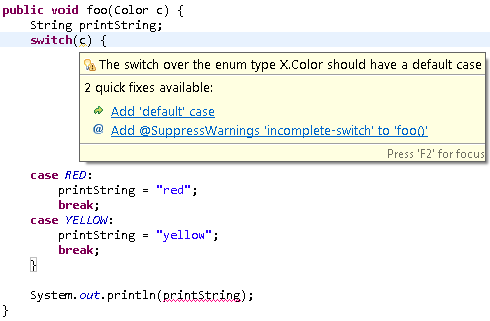 public void foo(Color c) {
String printString;
switch(c) {
The switch over the enum type X.Color should have a default case
2 quick fixes available:
Add 'default' case
@ Add @SuppressWarnings 'incomplete-switch' to 'foo()'
Press 'F2' for focus
case RED:
printString = "red";
break;
case YELLOW:
printString = "yellow";
break;
}
System.out.println(printString);
}